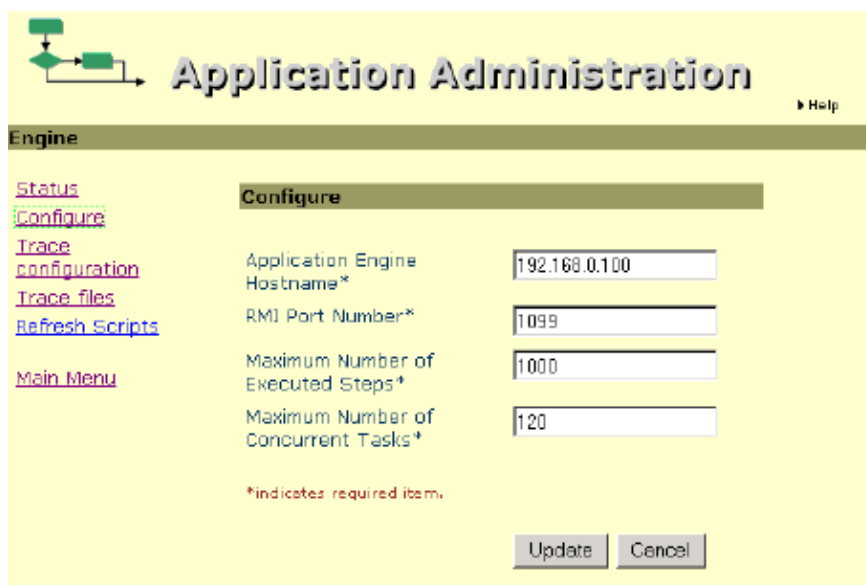 Application Administration
Help
Engine
Status
Configure
Trace
configuration
Trace files
Refresh Scripts
Main Menu
Configure
Application Engine
Hostname*
192.168.0.100
RMI Port Number*
1099
Maximum Number of
Executed Steps*
1000
Maximum Number of
Concurrent Tasks*
120
*indicates required item.
Update
Cancel